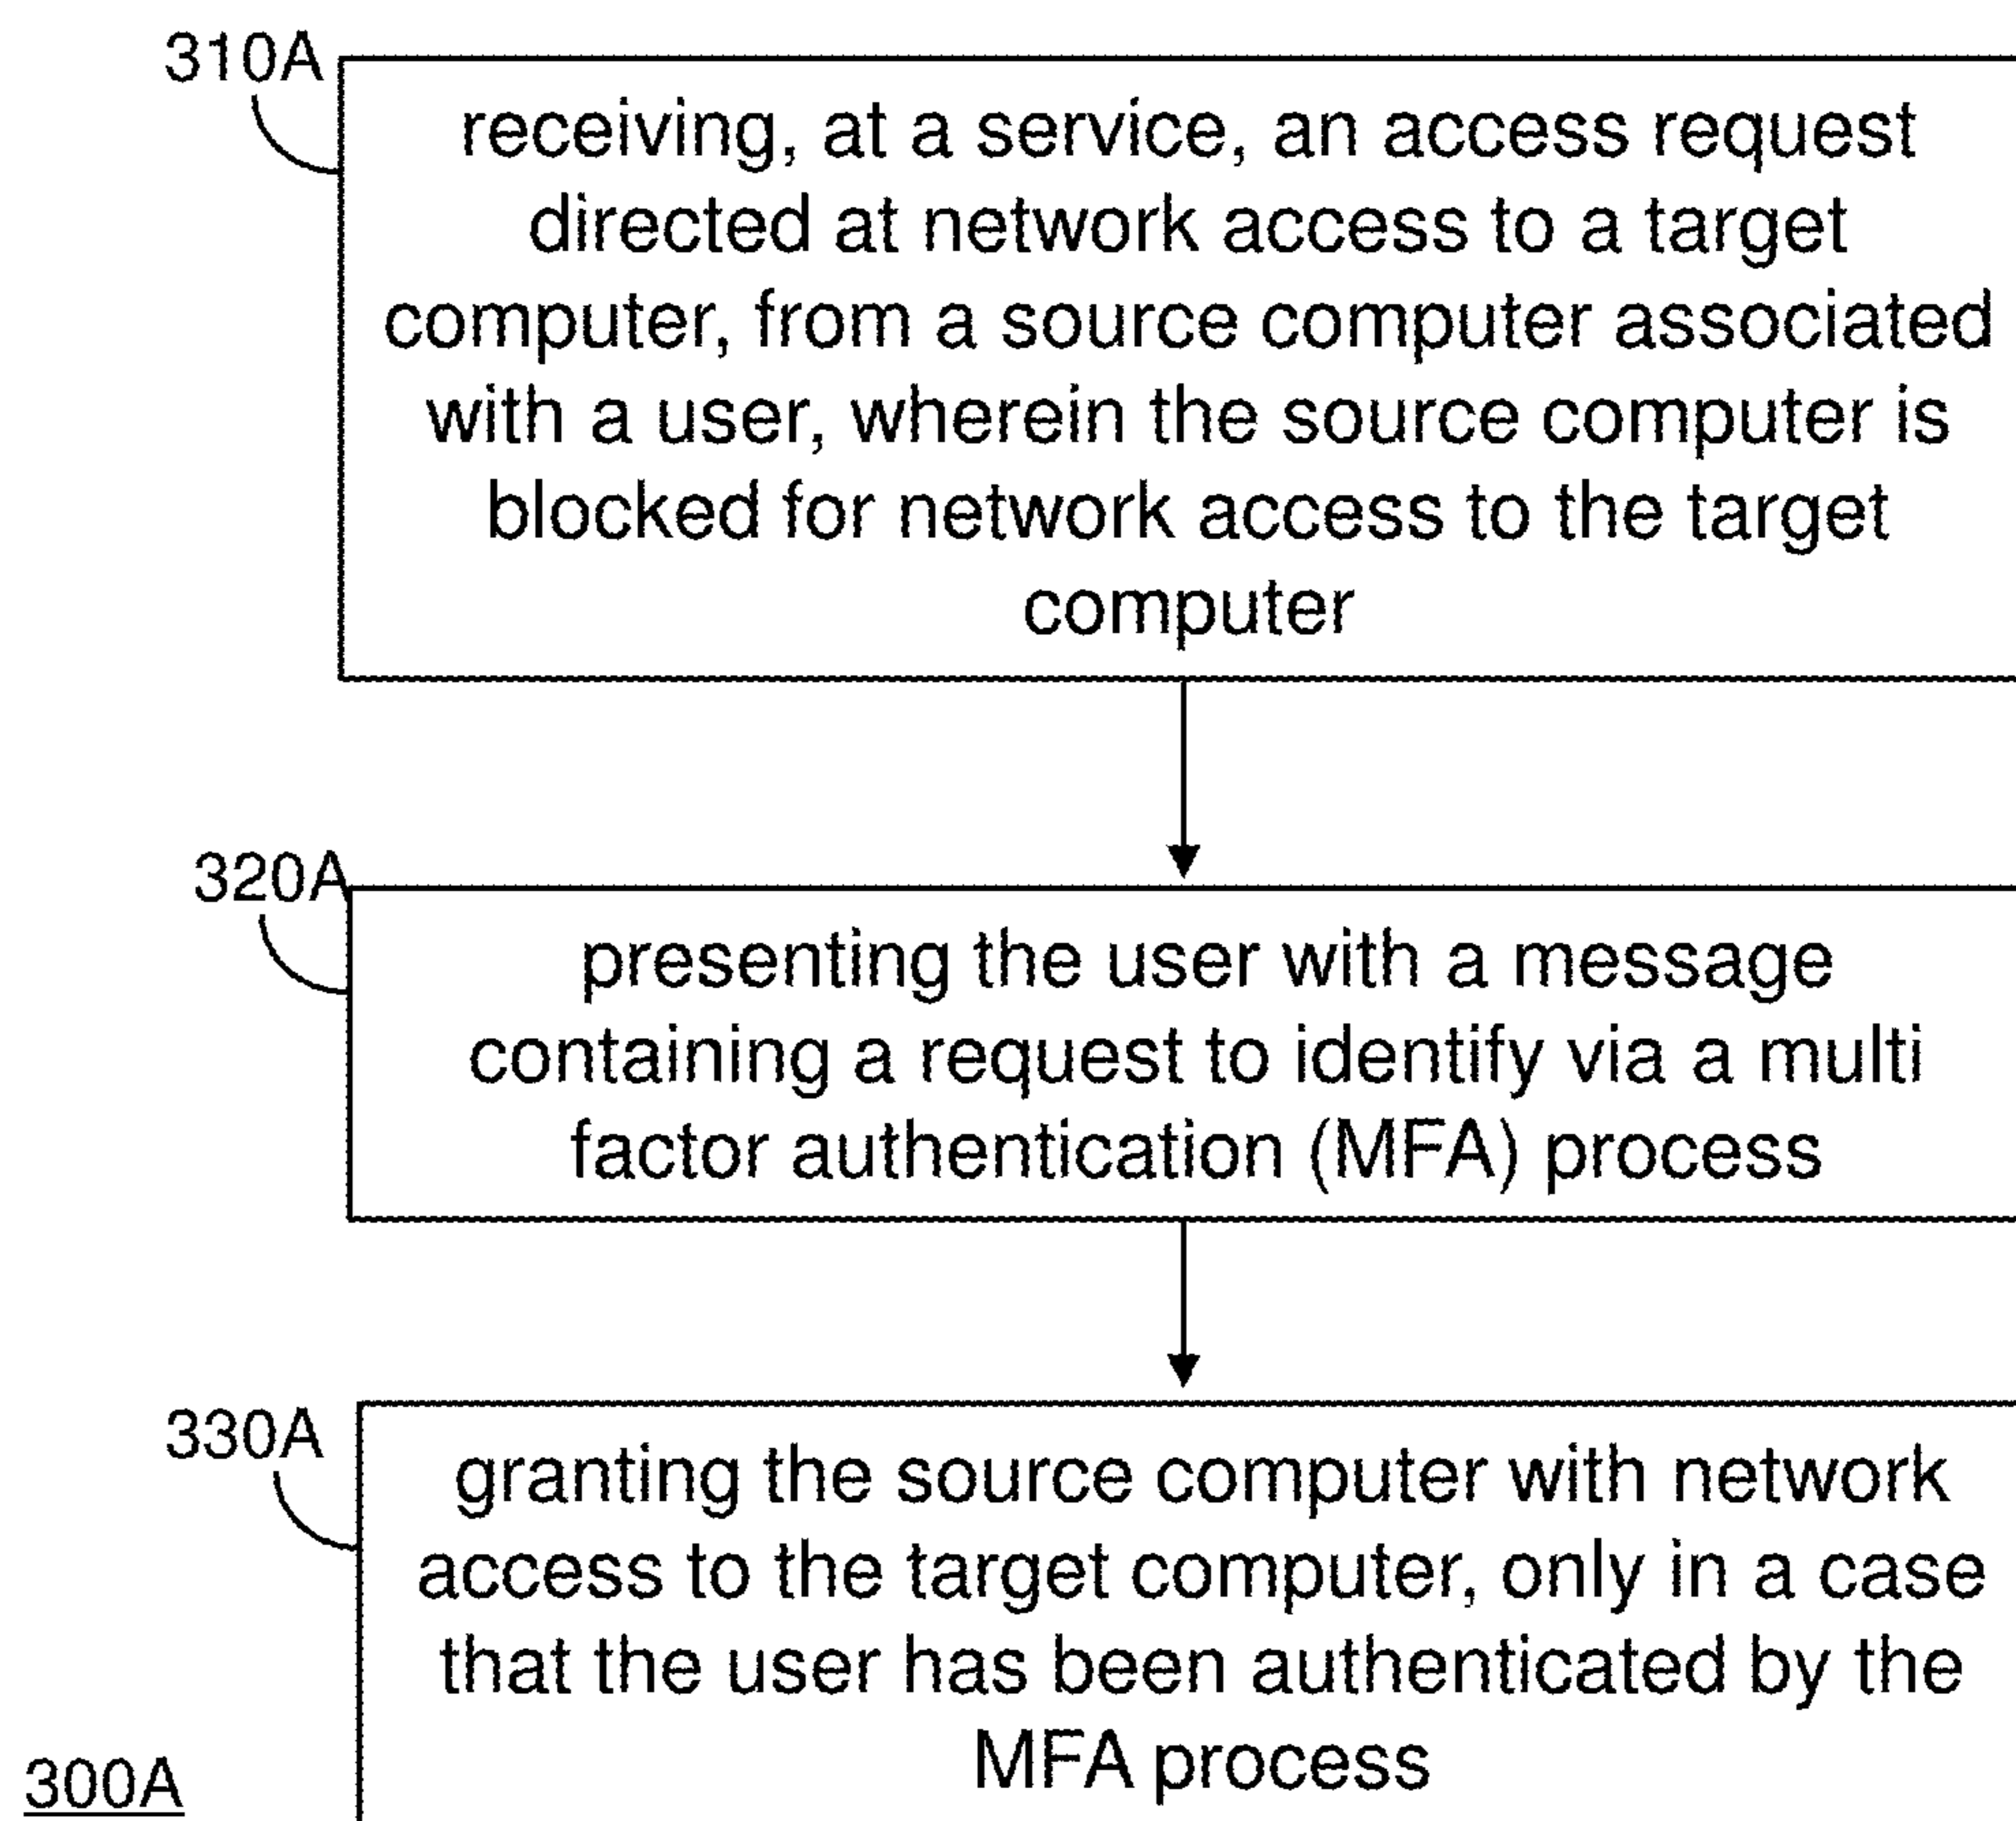 310A
receiving, at a service, an access request
directed at network access to a target
computer, from a source computer associated
with a user, wherein the source computer is
blocked for network access to the target
computer
320A
presenting the user with a message
containing a request to identify via a multi
factor authentication (MFA) process
330A
granting the source computer with network
access to the target computer, only in a case
that the user has been authenticated by the
MFA process
300A